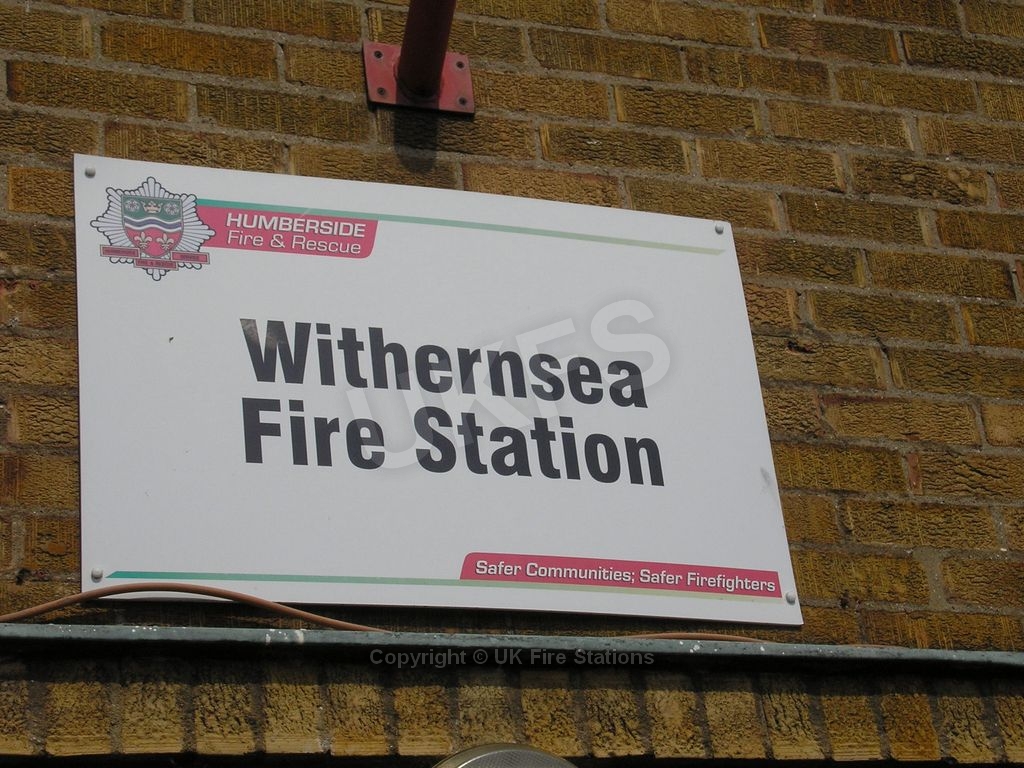 HUMBERSIDE
Fire & Rescue
Withernsea
Fire Station
UKFS
Safer Communities; Safer Firefighters
Copyright © UK Fire Stations